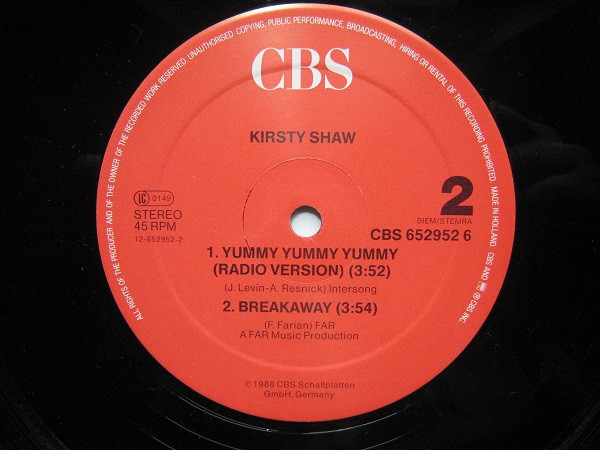 ALL RIGHTS OF THE PRODUCER AND OF THE OWNER OF THE RECORDED WORK RESERVED. UNAUTHORISED COPYING, PUBLIC PERFORMANCE, BROADCASTING, HIRING OR RENTAL OF THIS RECORDING PROHIBITED. MADE IN HOLLAND. CBS AND ARE ℗ CBS INC.
CBS
KIRSTY SHAW
LC 0149
STEREO
45 RPM
12-652952-2
2
BIEM/STEMRA
CBS 652952 6
1. YUMMY YUMMY YUMMY
(RADIO VERSION) (3:52)
(J. Levin-A. Resnick) Intersong
2. BREAKAWAY (3:54)
(F. Farian) FAR
A FAR Music Production
©1988 CBS Schallplatten
GmbH, Germany